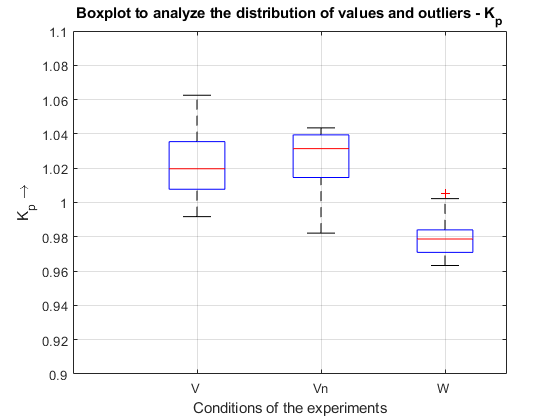 Boxplot to analyze the distribution of values and outliers - Kp
1.1
1.08
1.06
1.04
1.02
1
0.98
0.96
0.94
0.92
0.9
Kp →
V Vn W
Conditions of the experiments